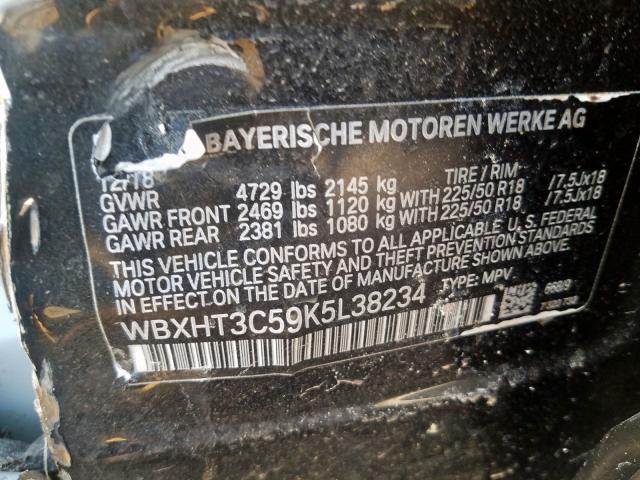 BAYERISCHE MOTOREN WERKE AG
12/18 TIRE / RIM
GVWR 4729 lbs 2145 kg
GAWR FRONT 2469 lbs 1120 kg WITH 225/50 R18 /7.5Jx18
GAWR REAR 2381 lbs 1080 kg WITH 225/50 R18 /7.5Jx18
THIS VEHICLE CONFORMS TO ALL APPLICABLE U.S. FEDERAL
MOTOR VEHICLE SAFETY AND THEFT PREVENTION STANDARDS
IN EFFECT ON THE DATE OF MANUFACTURE SHOWN ABOVE.
TYPE: MPV
WBXHT3C59K5L38234